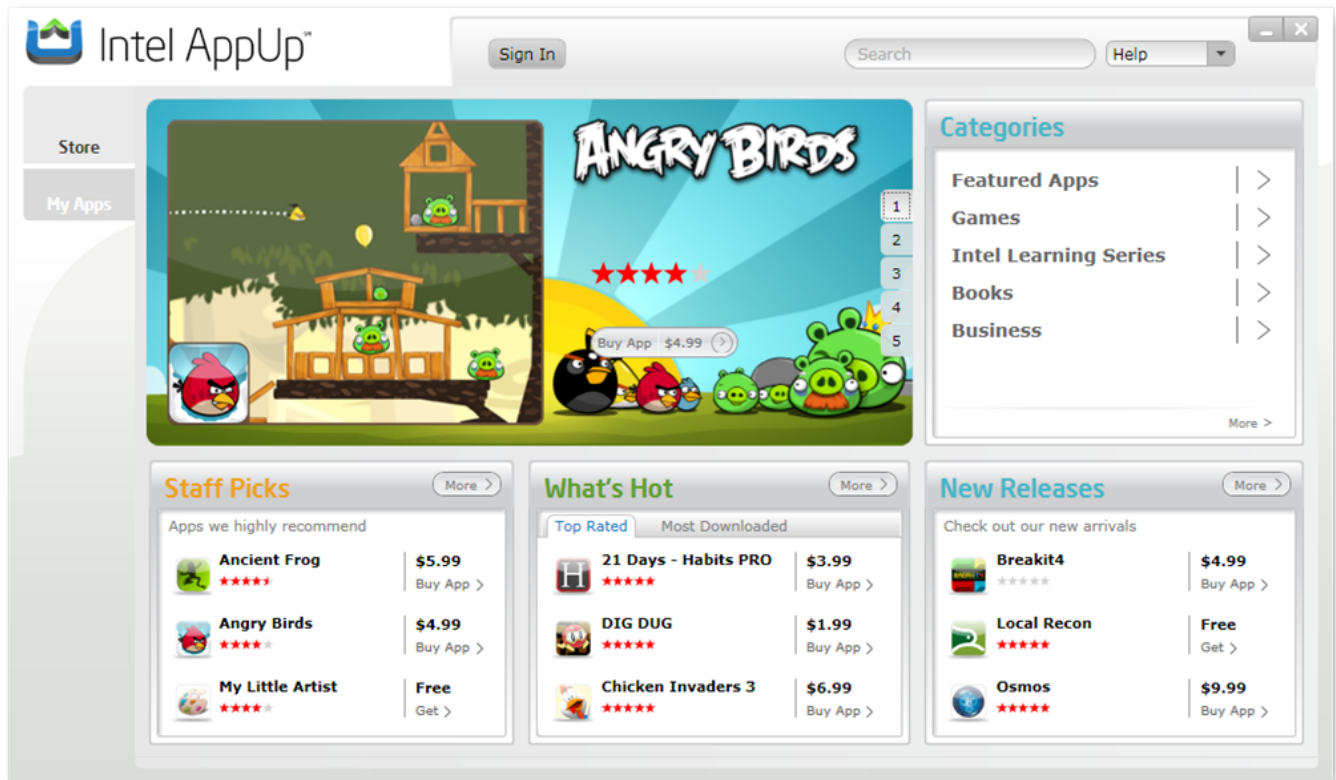 Intel AppUp℠
Sign In
Search
Help
Store
My Apps
ANGRY BIRDS
Buy App $4.99
1
2
3
4
5
Categories
Featured Apps
Games
Intel Learning Series
Books
Business
More >
Staff Picks
More >
Apps we highly recommend
Ancient Frog $5.99
Buy App >
Angry Birds $4.99
Buy App >
My Little Artist Free
Get >
What's Hot
More >
Top Rated Most Downloaded
21 Days - Habits PRO $3.99
Buy App >
DIG DUG $1.99
Buy App >
Chicken Invaders 3 $6.99
Buy App >
New Releases
More >
Check out our new arrivals
Breakit4 $4.99
Buy App >
Local Recon Free
Get >
Osmos $9.99
Buy App >